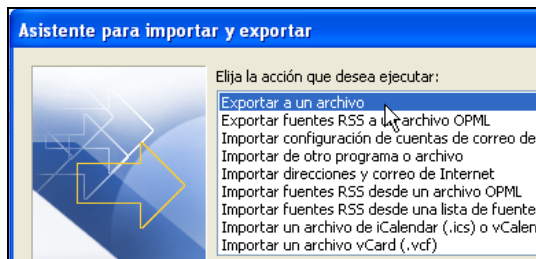 Asistente para importar y exportar
Elija la acción que desea ejecutar:
Exportar a un archivo
Exportar fuentes RSS a un archivo OPML
Importar configuración de cuentas de correo de
Importar de otro programa o archivo
Importar direcciones y correo de Internet
Importar fuentes RSS desde un archivo OPML
Importar fuentes RSS desde una lista de fuente
Importar un archivo de iCalendar (.ics) o vCalen
Importar un archivo vCard (.vcf)